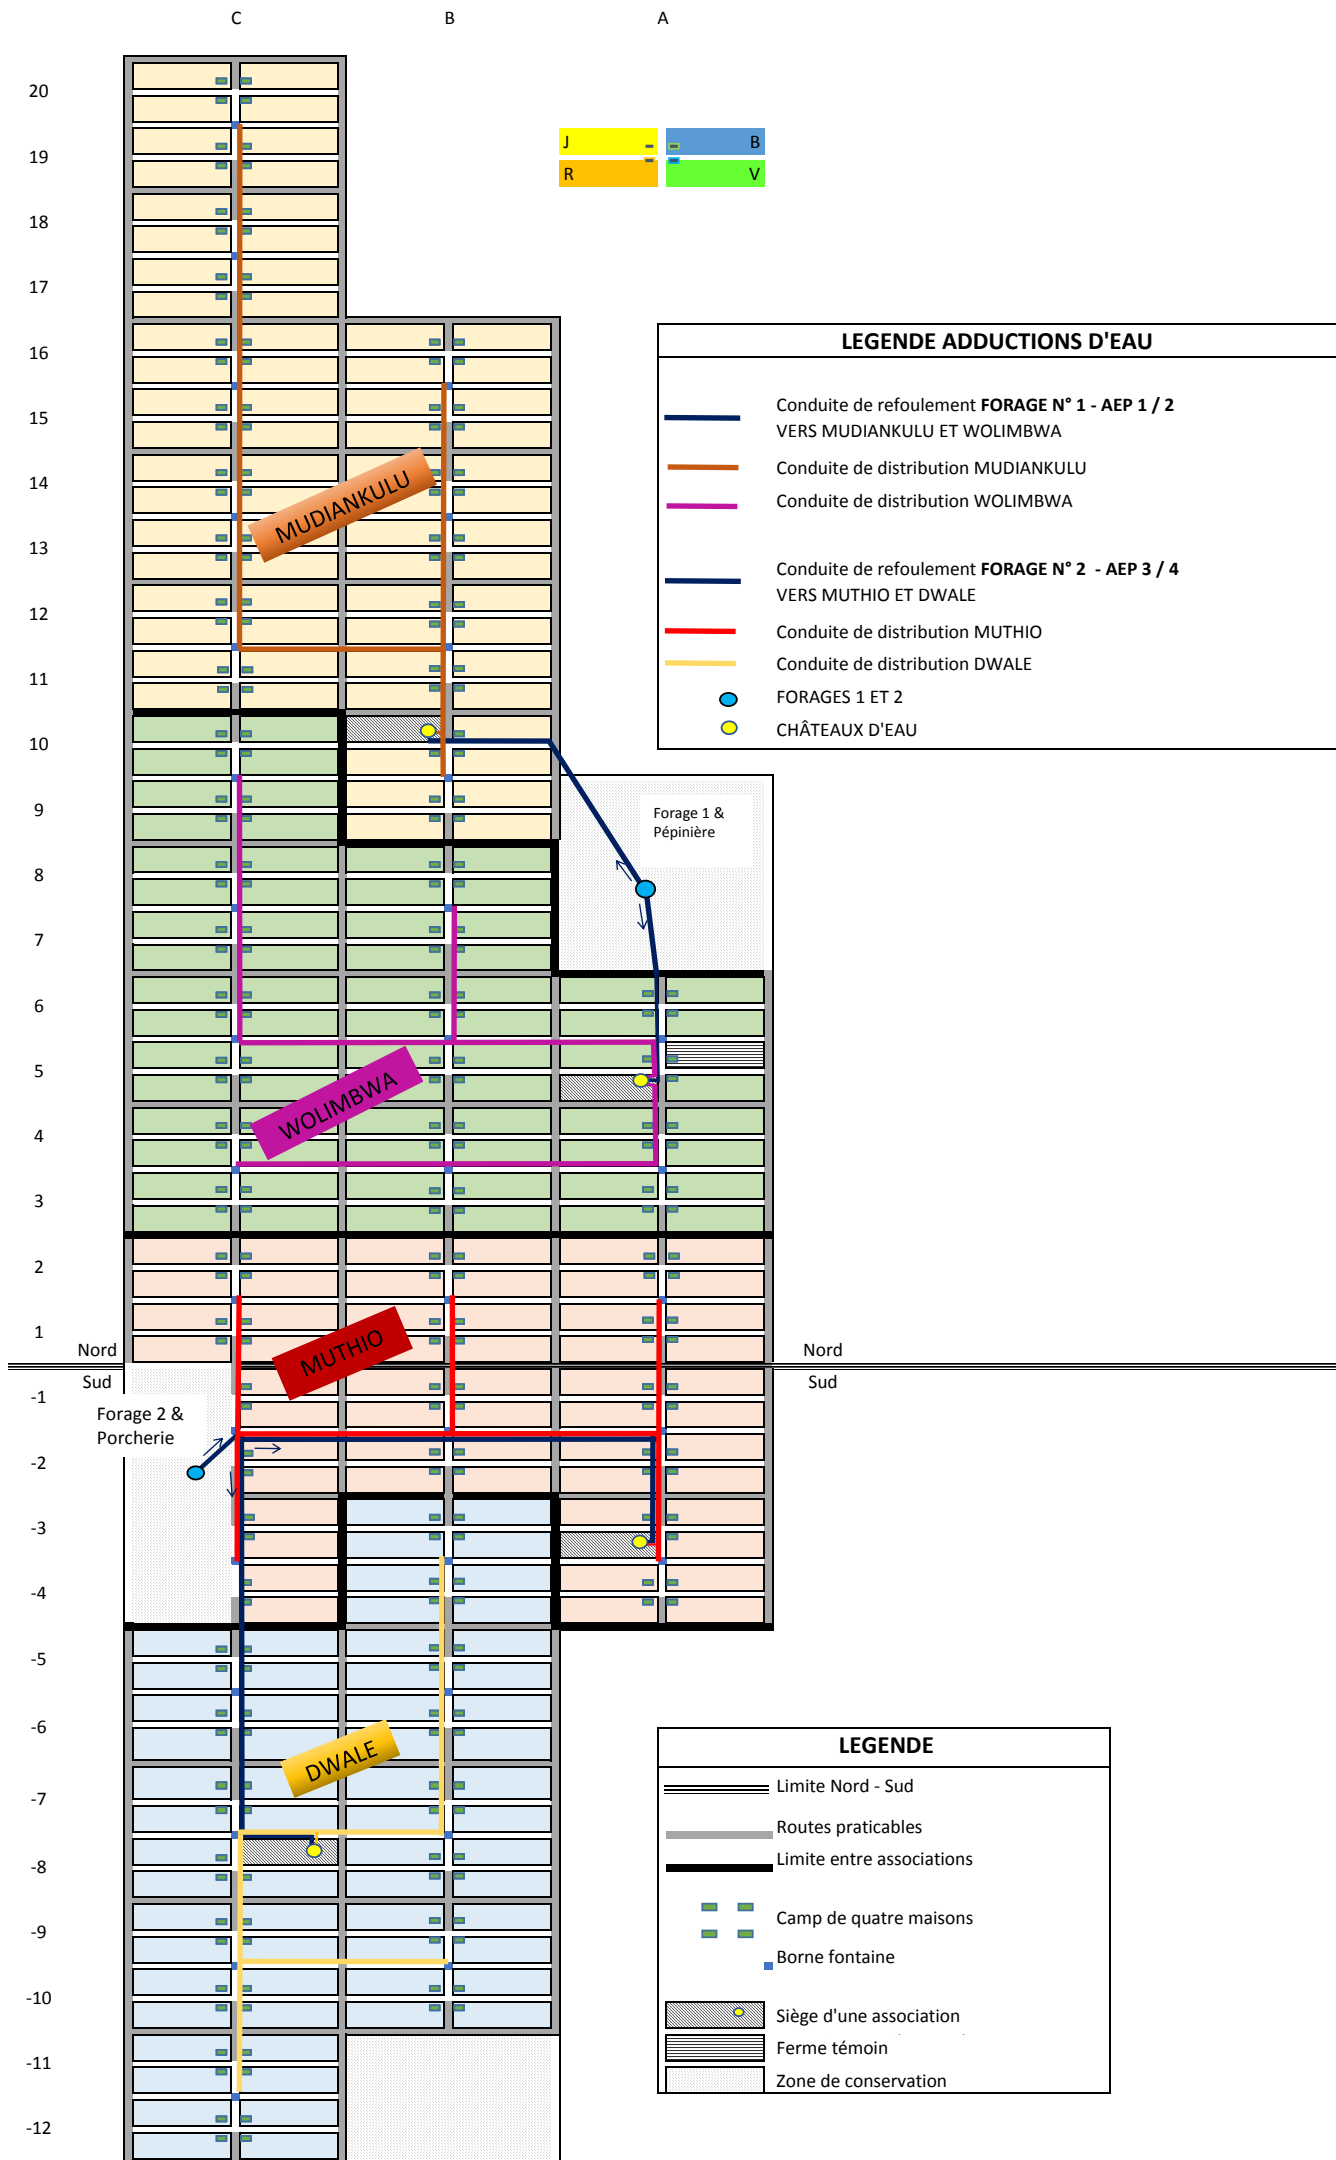 C B A
20
19
J B
R V
18
17
16
LEGENDE ADDUCTIONS D'EAU
15
Conduite de refoulement FORAGE N° 1 - AEP 1 / 2
VERS MUDIANKULU ET WOLIMBWA
14
Conduite de distribution MUDIANKULU
MUDIANKULU
Conduite de distribution WOLIMBWA
13
Conduite de refoulement FORAGE N° 2 - AEP 3 / 4
VERS MUTHIO ET DWALE
12
Conduite de distribution MUTHIO
Conduite de distribution DWALE
11
FORAGES 1 ET 2
CHÂTEAUX D'EAU
10
9
Forage 1 &
Pépinière
8
7
6
5
WOLIMBWA
4
3
2
1
MUTHIO
Nord Nord
Sud Sud
-1
Forage 2 &
Porcherie
-2
-3
-4
-5
-6
DWALE
LEGENDE
Limite Nord - Sud
-7
Routes praticables
Limite entre associations
-8
Camp de quatre maisons
-9
Borne fontaine
-10
Siège d'une association
Ferme témoin
-11
Zone de conservation
-12